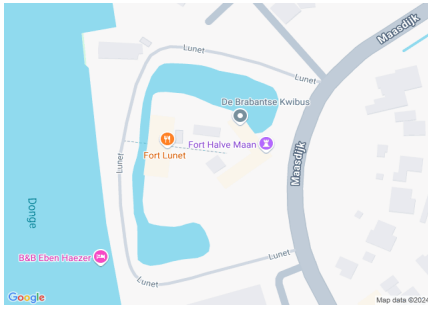 Maasdijk
Lunet
Lunet
De Brabantse Kwibus
Fort Halve Maan
Fort Lunet
Lunet
Maasdijk
Donge
B&B Eben Haezer
Lunet
Lunet
Google
Map data ©2024